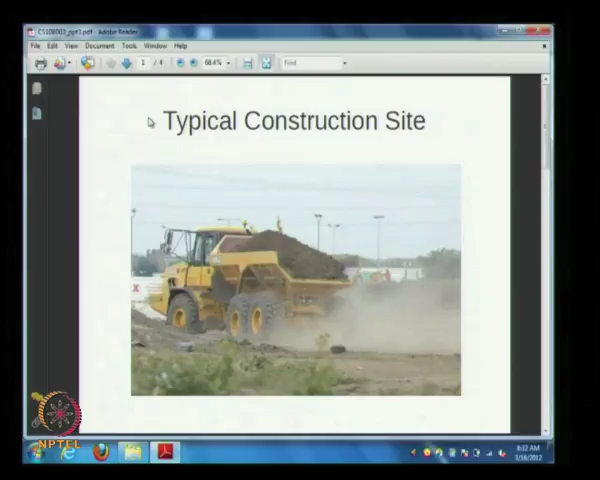 CS108003_ppt1.pdf - Adobe Reader
File Edit View Document Tools Window Help
1 / 4 68.4% Find
Typical Construction Site
NPTEL
8:32 AM
3/16/2012